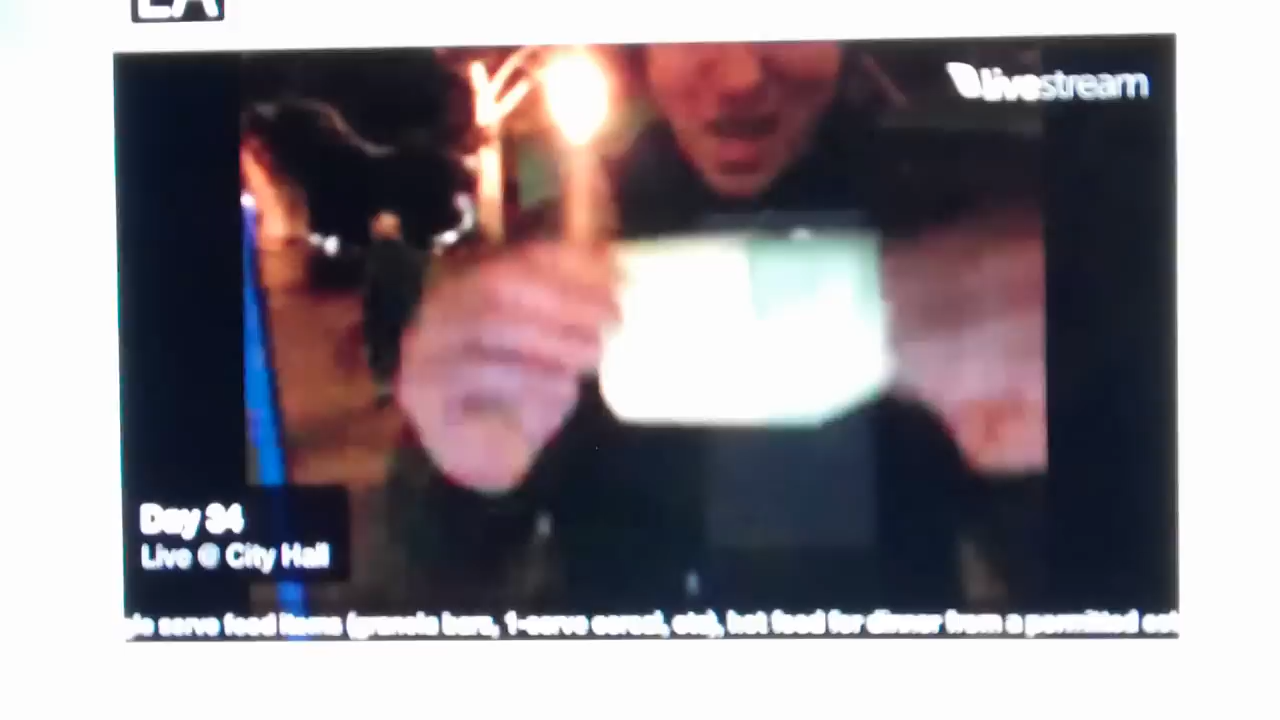 LA
livestream
Day 34
Live @ City Hall
serve food items (granola bars, 1-serve cereal, etc), hot food for dinner from a permitted